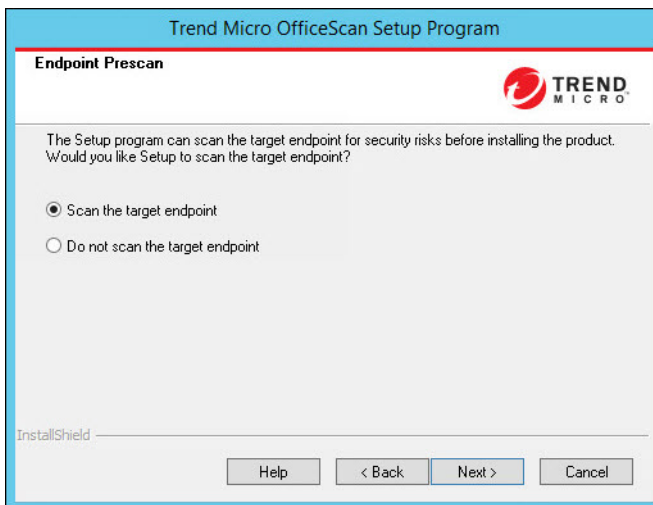 Trend Micro OfficeScan Setup Program
Endpoint Prescan
TREND
MICRO
The Setup program can scan the target endpoint for security risks before installing the product.
Would you like Setup to scan the target endpoint?
Scan the target endpoint
Do not scan the target endpoint
InstallShield
Help
< Back
Next >
Cancel